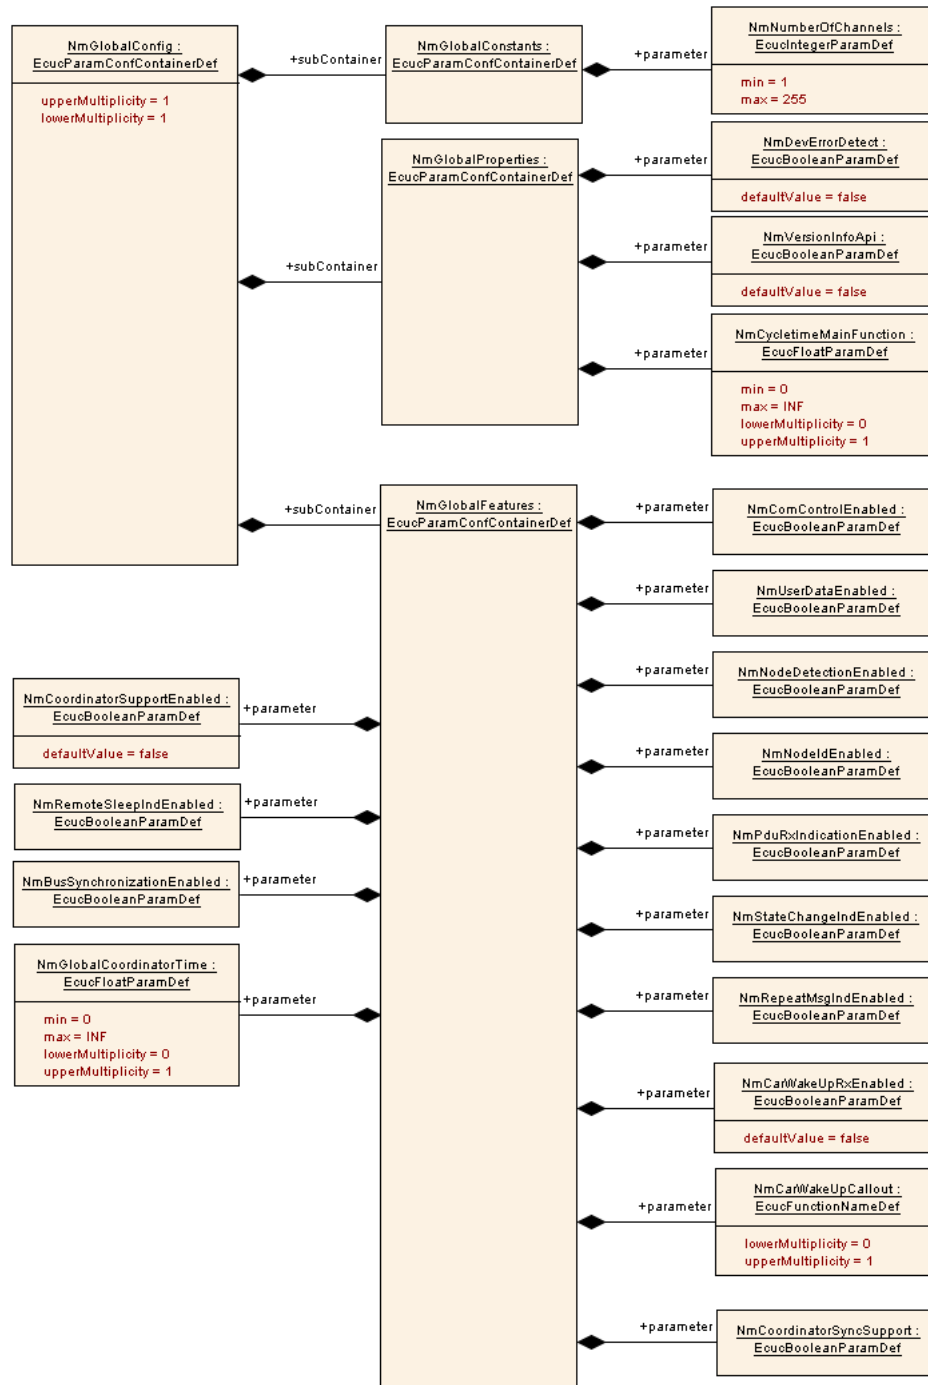 NmGlobalConfig :
EcucParamConfContainerDef
upperMultiplicity = 1
lowerMultiplicity = 1
+subContainer
NmGlobalConstants :
EcucParamConfContainerDef
+parameter
NmNumberOfChannels :
EcucIntegerParamDef
min = 1
max = 255
+subContainer
NmGlobalProperties :
EcucParamConfContainerDef
+parameter
NmDevErrorDetect :
EcucBooleanParamDef
defaultValue = false
+parameter
NmVersionInfoApi :
EcucBooleanParamDef
defaultValue = false
+parameter
NmCycletimeMainFunction :
EcucFloatParamDef
min = 0
max = INF
lowerMultiplicity = 0
upperMultiplicity = 1
+subContainer
NmGlobalFeatures :
EcucParamConfContainerDef
+parameter
NmComControlEnabled :
EcucBooleanParamDef
+parameter
NmUserDataEnabled :
EcucBooleanParamDef
+parameter
NmNodeDetectionEnabled :
EcucBooleanParamDef
+parameter
NmNodeIdEnabled :
EcucBooleanParamDef
+parameter
NmPduRxIndicationEnabled :
EcucBooleanParamDef
+parameter
NmStateChangeIndEnabled :
EcucBooleanParamDef
+parameter
NmRepeatMsgIndEnabled :
EcucBooleanParamDef
+parameter
NmCarWakeUpRxEnabled :
EcucBooleanParamDef
defaultValue = false
+parameter
NmCarWakeUpCallout :
EcucFunctionNameDef
lowerMultiplicity = 0
upperMultiplicity = 1
+parameter
NmCoordinatorSyncSupport :
EcucBooleanParamDef
NmCoordinatorSupportEnabled :
EcucBooleanParamDef
defaultValue = false
+parameter
NmRemoteSleepIndEnabled :
EcucBooleanParamDef
+parameter
NmBusSynchronizationEnabled :
EcucBooleanParamDef
+parameter
NmGlobalCoordinatorTime :
EcucFloatParamDef
min = 0
max = INF
lowerMultiplicity = 0
upperMultiplicity = 1
+parameter